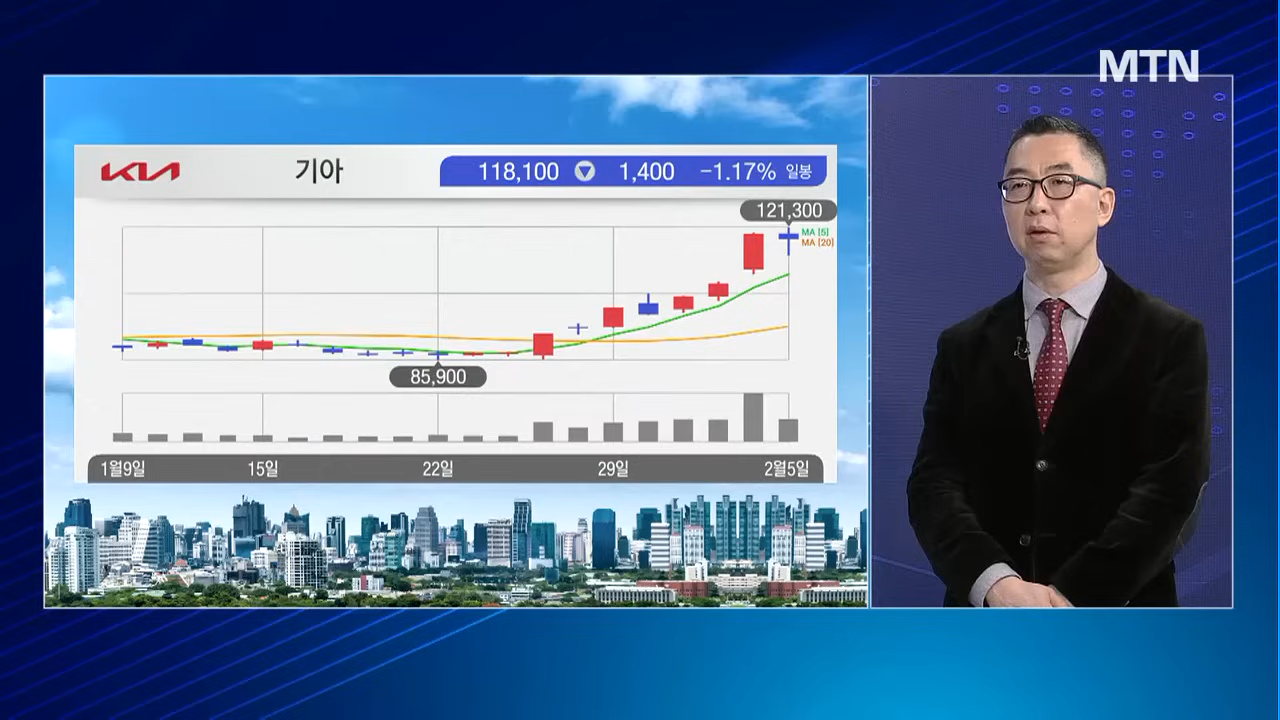 MTN
KIA 기아 118,100 ▼ 1,400 -1.17% 일봉
121,300
MA [5]
MA [20]
85,900
1월9일 15일 22일 29일 2월5일